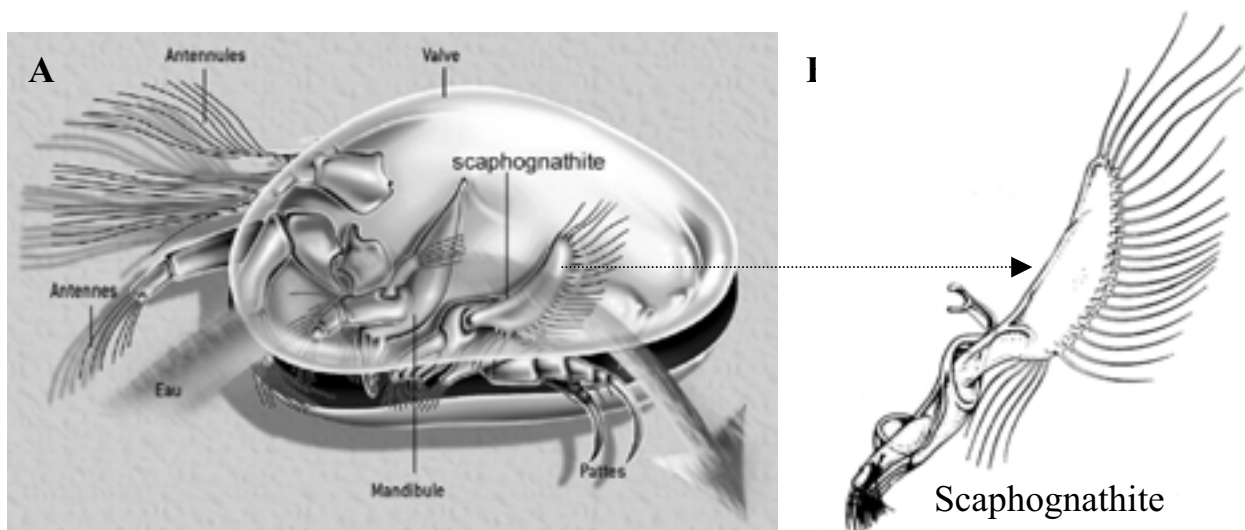 A
Antennules
Valve
scaphognathite
Antennes
Eau
Mandibule
Pattes
Scaphognathite